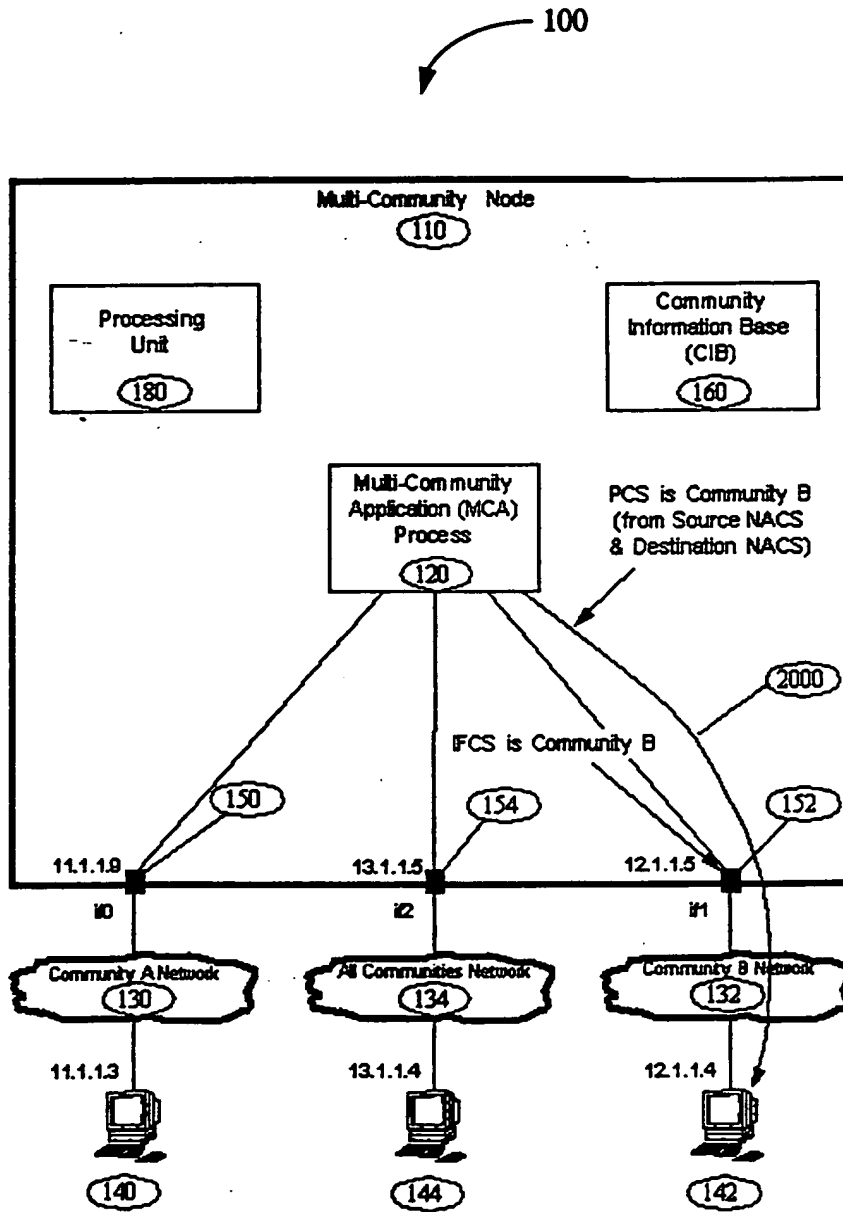 100
Multi-Community Node
110
Processing
Unit
180
Community
Information Base
(CIB)
160
Multi-Community
Application (MCA)
Process
120
PCS is Community B
(from Source NACS
& Destination NACS)
2000
IFCS is Community B
150
154
152
11.1.1.9
13.1.1.5
12.1.1.5
if0
if2
if1
Community A Network
130
All Communities Network
134
Community B Network
132
11.1.1.3
13.1.1.4
12.1.1.4
140
144
142